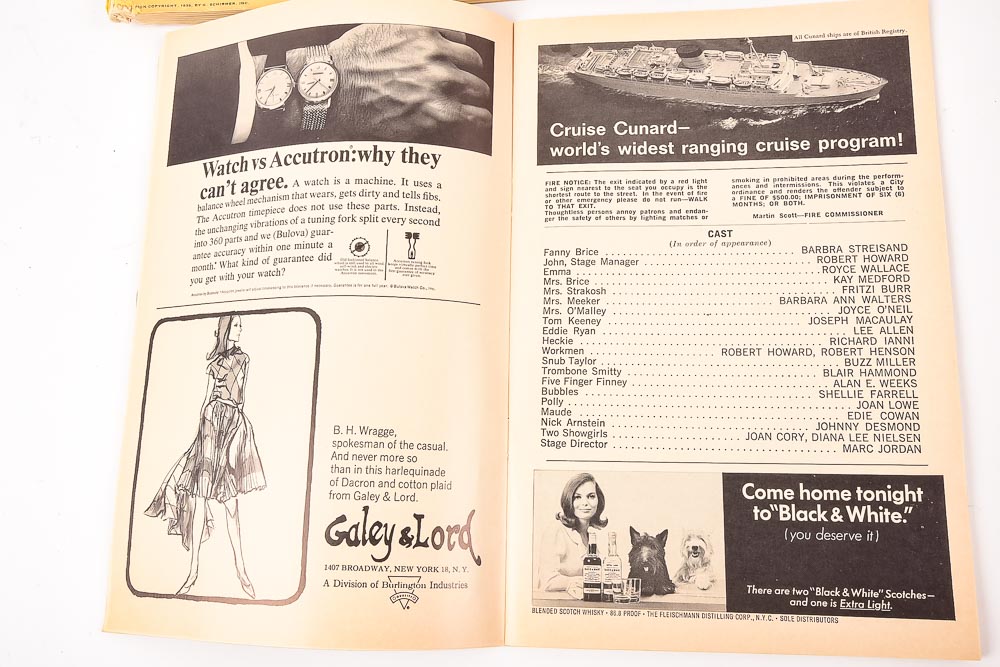 COPYRIGHT, 1936, BY G. SCHIRMER, INC.
Watch vs Accutron®: why they
can't agree. A watch is a machine. It uses a
balance wheel mechanism that wears, gets dirty and tells fibs.
The Accutron timepiece does not use these parts. Instead,
the unchanging vibrations of a tuning fork split every second
into 360 parts and we (Bulova) guar-
antee accuracy within one minute a
month. What kind of guarantee did
you get with your watch?
© Bulova Watch Co., Inc.
B. H. Wragge,
spokesman of the casual.
And never more so
than in this harlequinade
of Dacron and cotton plaid
from Galey & Lord.
Galey & Lord
1407 BROADWAY, NEW YORK 18, N. Y.
A Division of Burlington Industries
All Cunard ships are of British Registry.
Cruise Cunard—
world's widest ranging cruise program!
FIRE NOTICE: The exit indicated by a red light
and sign nearest to the seat you occupy is the
shortest route to the street. In the event of fire
or other emergency please do not run—WALK
TO THAT EXIT.
Thoughtless persons annoy patrons and endan-
ger the safety of others by lighting matches or
smoking in prohibited areas during the perform-
ances and intermissions. This violates a City
ordinance and renders the offender subject to
a FINE OF $500.00; IMPRISONMENT OF SIX (6)
MONTHS; OR BOTH.
Martin Scott—FIRE COMMISSIONER
CAST
(In order of appearance)
Fanny Brice BARBRA STREISAND
John, Stage Manager ROBERT HOWARD
Emma ROYCE WALLACE
Mrs. Brice KAY MEDFORD
Mrs. Strakosh FRITZI BURR
Mrs. Meeker BARBARA ANN WALTERS
Mrs. O'Malley JOYCE O'NEIL
Tom Keeney JOSEPH MACAULAY
Eddie Ryan LEE ALLEN
Heckie RICHARD IANNI
Workmen ROBERT HOWARD, ROBERT HENSON
Snub Taylor BUZZ MILLER
Trombone Smitty BLAIR HAMMOND
Five Finger Finney ALAN E. WEEKS
Bubbles SHELLIE FARRELL
Polly JOAN LOWE
Maude EDIE COWAN
Nick Arnstein JOHNNY DESMOND
Two Showgirls JOAN CORY, DIANA LEE NIELSEN
Stage Director MARC JORDAN
Come home tonight
to "Black & White."
(you deserve it)
There are two "Black & White" Scotches—
and one is Extra Light.
BLENDED SCOTCH WHISKY • 86.8 PROOF • THE FLEISCHMANN DISTILLING CORP., N.Y.C. • SOLE DISTRIBUTORS